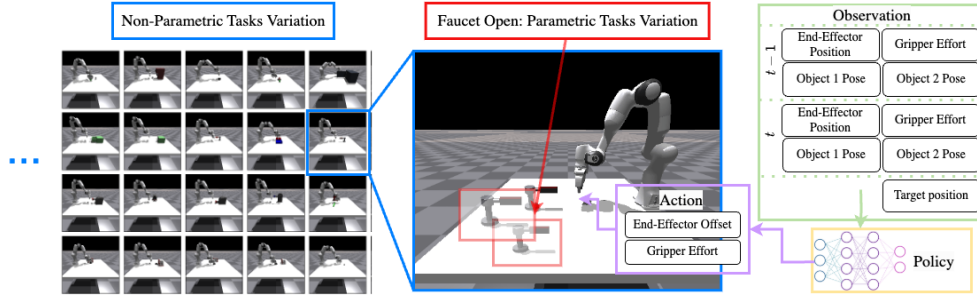 Non-Parametric Tasks Variation
Faucet Open: Parametric Tasks Variation
Observation
t − 1
End-Effector
Position
Gripper Effort
Object 1 Pose
Object 2 Pose
t
End-Effector
Position
Gripper Effort
Object 1 Pose
Object 2 Pose
Target position
Action
End-Effector Offset
Gripper Effort
Policy